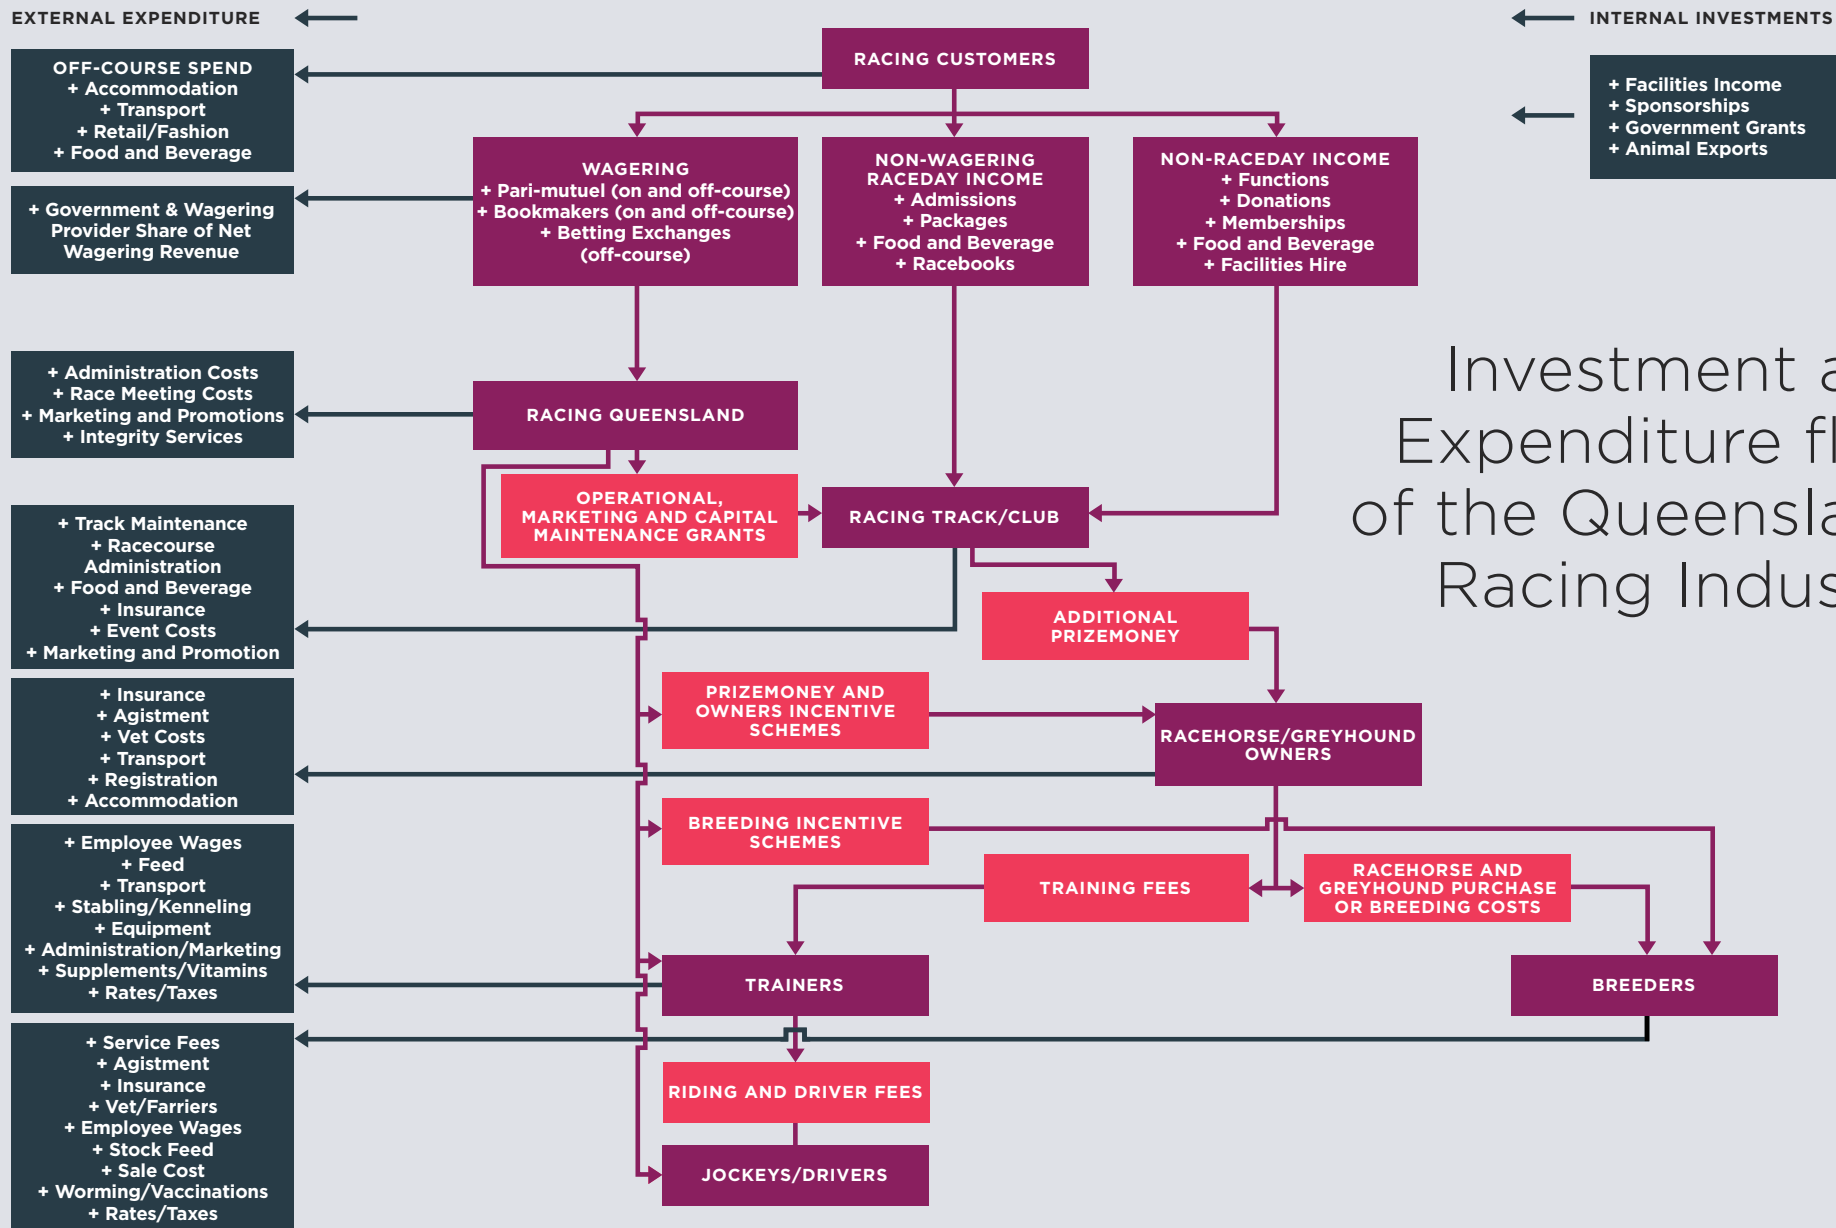 EXTERNAL EXPENDITURE
INTERNAL INVESTMENTS
OFF-COURSE SPEND
+ Accommodation
+ Transport
+ Retail/Fashion
+ Food and Beverage
RACING CUSTOMERS
+ Facilities Income
+ Sponsorships
+ Government Grants
+ Animal Exports
+ Government & Wagering
Provider Share of Net
Wagering Revenue
WAGERING
+ Pari-mutuel (on and off-course)
+ Bookmakers (on and off-course)
+ Betting Exchanges
(off-course)
NON-WAGERING
RACEDAY INCOME
+ Admissions
+ Packages
+ Food and Beverage
+ Racebooks
NON-RACEDAY INCOME
+ Functions
+ Donations
+ Memberships
+ Food and Beverage
+ Facilities Hire
Investment a
Expenditure fl
of the Queensla
Racing Indus
+ Administration Costs
+ Race Meeting Costs
+ Marketing and Promotions
+ Integrity Services
RACING QUEENSLAND
OPERATIONAL,
MARKETING AND CAPITAL
MAINTENANCE GRANTS
RACING TRACK/CLUB
+ Track Maintenance
+ Racecourse
Administration
+ Food and Beverage
+ Insurance
+ Event Costs
+ Marketing and Promotion
ADDITIONAL
PRIZEMONEY
+ Insurance
+ Agistment
+ Vet Costs
+ Transport
+ Registration
+ Accommodation
PRIZEMONEY AND
OWNERS INCENTIVE
SCHEMES
RACEHORSE/GREYHOUND
OWNERS
BREEDING INCENTIVE
SCHEMES
+ Employee Wages
+ Feed
+ Transport
+ Stabling/Kenneling
+ Equipment
+ Administration/Marketing
+ Supplements/Vitamins
+ Rates/Taxes
TRAINING FEES
RACEHORSE AND
GREYHOUND PURCHASE
OR BREEDING COSTS
TRAINERS
BREEDERS
+ Service Fees
+ Agistment
+ Insurance
+ Vet/Farriers
+ Employee Wages
+ Stock Feed
+ Sale Cost
+ Worming/Vaccinations
+ Rates/Taxes
RIDING AND DRIVER FEES
JOCKEYS/DRIVERS